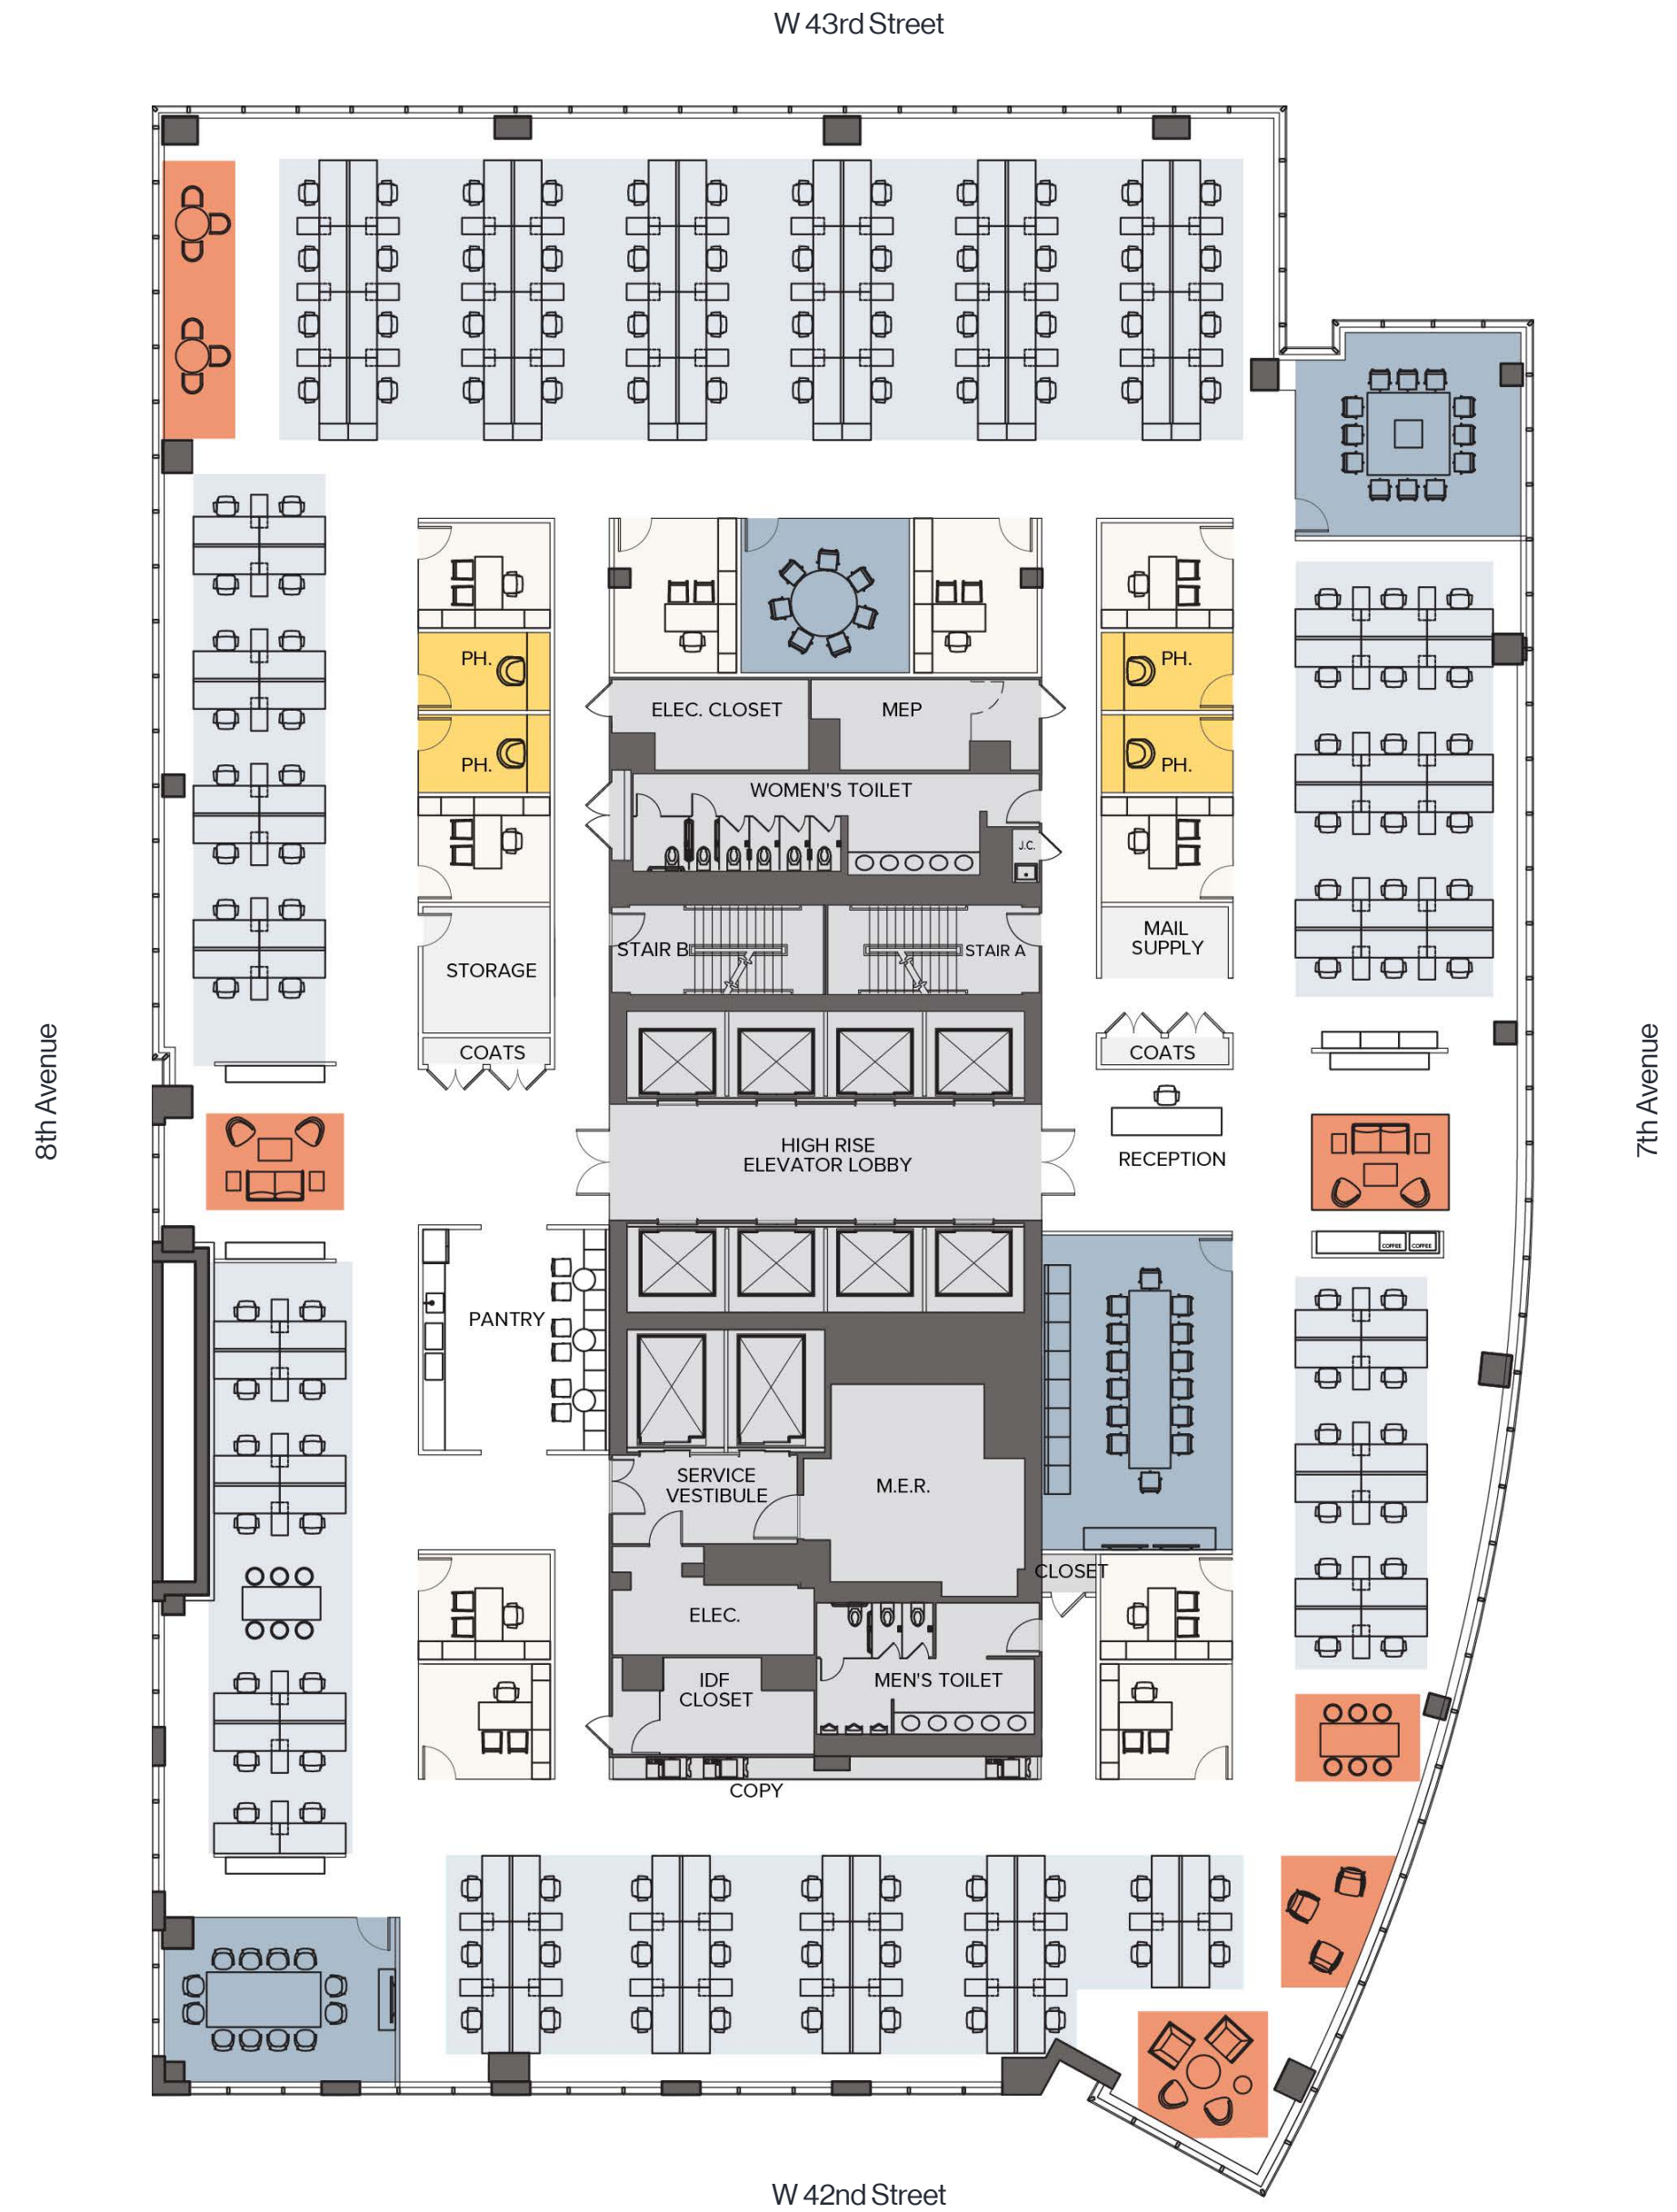 W 43rd Street
PH.
PH.
ELEC. CLOSET
MEP
PH.
PH.
WOMEN'S TOILET
J.C.
STAIR B
STAIR A
MAIL
SUPPLY
STORAGE
COATS
COATS
8th Avenue
7th Avenue
HIGH RISE
ELEVATOR LOBBY
RECEPTION
COFFEE
COFFEE
PANTRY
SERVICE
VESTIBULE
M.E.R.
CLOSET
ELEC.
IDF
CLOSET
MEN'S TOILET
COPY
W 42nd Street